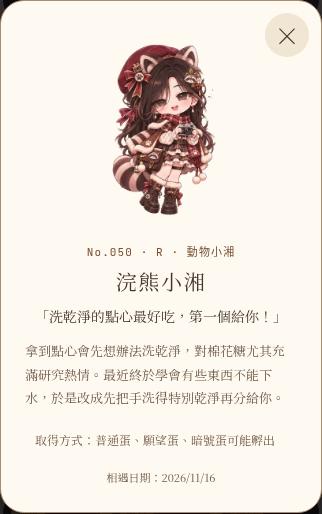 No.050 · R · 動物小湘
浣熊小湘
「洗乾淨的點心最好吃，第一個給你！」
拿到點心會先想辦法洗乾淨，對棉花糖尤其充
滿研究熱情。最近終於學會有些東西不能下
水，於是改成先把手洗得特別乾淨再分給你。
取得方式：普通蛋、願望蛋、暗號蛋可能孵出
相遇日期：2026/11/16